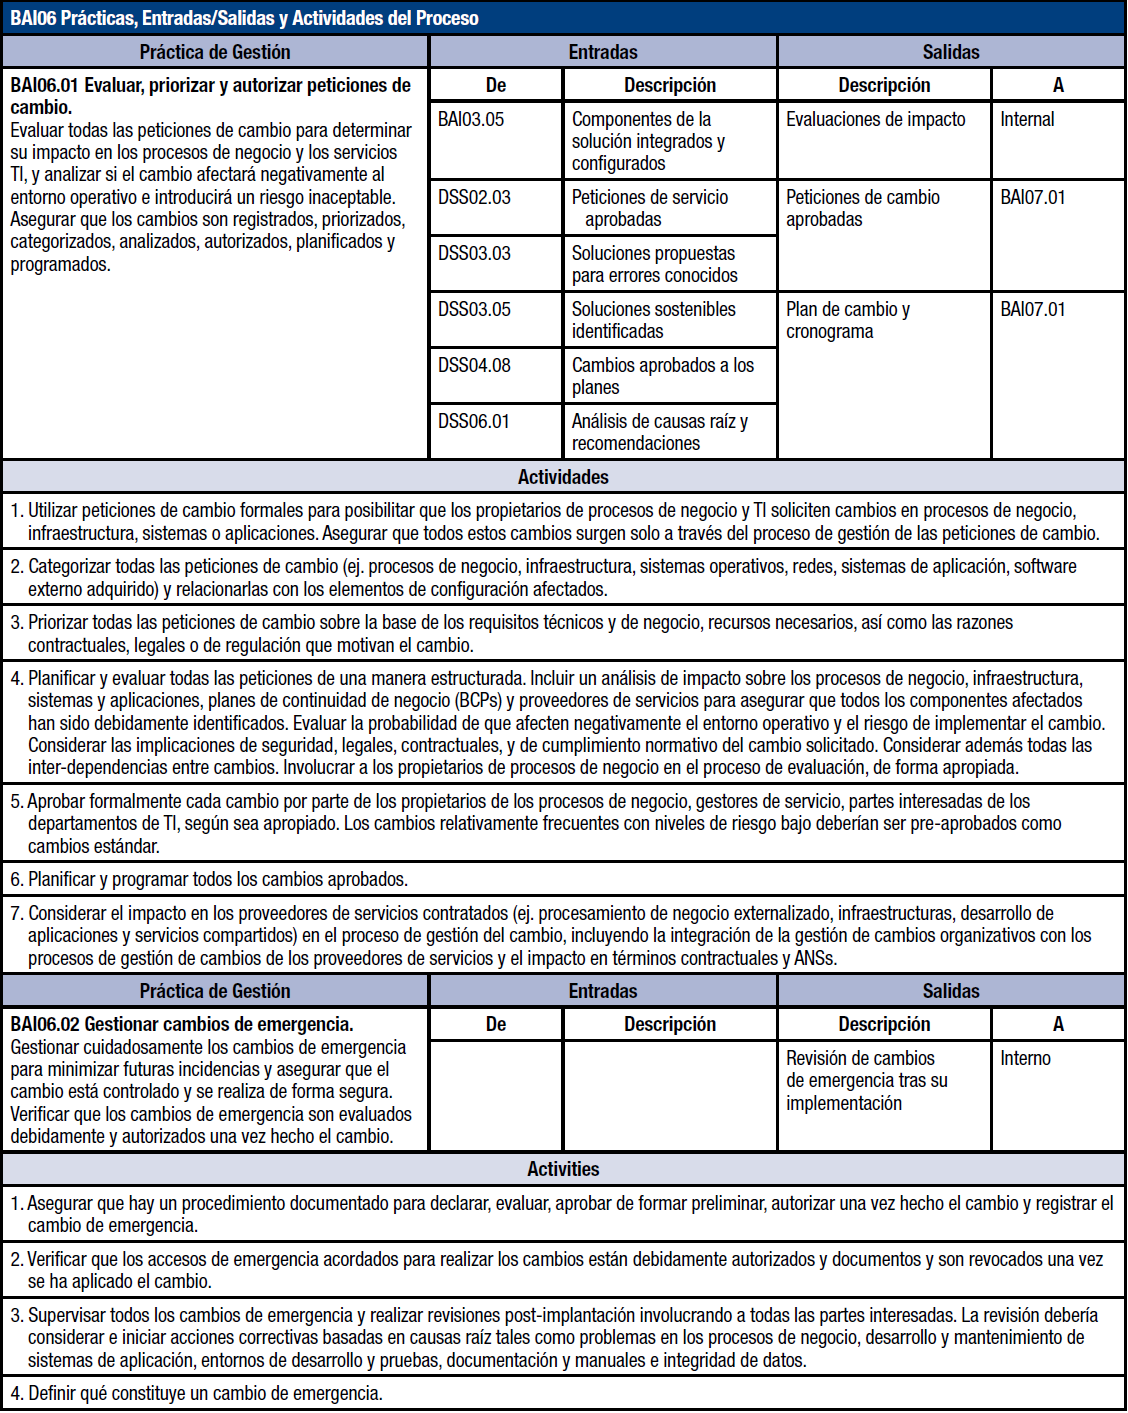 BAI06 Prácticas, Entradas/Salidas y Actividades del Proceso
Práctica de Gestión
Entradas
Salidas
BAI06.01 Evaluar, priorizar y autorizar peticiones de
cambio.
Evaluar todas las peticiones de cambio para determinar
su impacto en los procesos de negocio y los servicios
TI, y analizar si el cambio afectará negativamente al
entorno operativo e introducirá un riesgo inaceptable.
Asegurar que los cambios son registrados, priorizados,
categorizados, analizados, autorizados, planificados y
programados.
De
Descripción
Descripción
A
BAI03.05
Componentes de la
solución integrados y
configurados
Evaluaciones de impacto
Internal
DSS02.03
Peticiones de servicio
aprobadas
Peticiones de cambio
aprobadas
BAI07.01
DSS03.03
Soluciones propuestas
para errores conocidos
DSS03.05
Soluciones sostenibles
identificadas
Plan de cambio y
cronograma
BAI07.01
DSS04.08
Cambios aprobados a los
planes
DSS06.01
Análisis de causas raíz y
recomendaciones
Actividades
1. Utilizar peticiones de cambio formales para posibilitar que los propietarios de procesos de negocio y TI soliciten cambios en procesos de negocio,
infraestructura, sistemas o aplicaciones. Asegurar que todos estos cambios surgen solo a través del proceso de gestión de las peticiones de cambio.
2. Categorizar todas las peticiones de cambio (ej. procesos de negocio, infraestructura, sistemas operativos, redes, sistemas de aplicación, software
externo adquirido) y relacionarlas con los elementos de configuración afectados.
3. Priorizar todas las peticiones de cambio sobre la base de los requisitos técnicos y de negocio, recursos necesarios, así como las razones
contractuales, legales o de regulación que motivan el cambio.
4. Planificar y evaluar todas las peticiones de una manera estructurada. Incluir un análisis de impacto sobre los procesos de negocio, infraestructura,
sistemas y aplicaciones, planes de continuidad de negocio (BCPs) y proveedores de servicios para asegurar que todos los componentes afectados
han sido debidamente identificados. Evaluar la probabilidad de que afecten negativamente el entorno operativo y el riesgo de implementar el cambio.
Considerar las implicaciones de seguridad, legales, contractuales, y de cumplimiento normativo del cambio solicitado. Considerar además todas las
inter-dependencias entre cambios. Involucrar a los propietarios de procesos de negocio en el proceso de evaluación, de forma apropiada.
5. Aprobar formalmente cada cambio por parte de los propietarios de los procesos de negocio, gestores de servicio, partes interesadas de los
departamentos de TI, según sea apropiado. Los cambios relativamente frecuentes con niveles de riesgo bajo deberían ser pre-aprobados como
cambios estándar.
6. Planificar y programar todos los cambios aprobados.
7. Considerar el impacto en los proveedores de servicios contratados (ej. procesamiento de negocio externalizado, infraestructuras, desarrollo de
aplicaciones y servicios compartidos) en el proceso de gestión del cambio, incluyendo la integración de la gestión de cambios organizativos con los
procesos de gestión de cambios de los proveedores de servicios y el impacto en términos contractuales y ANSs.
Práctica de Gestión
Entradas
Salidas
BAI06.02 Gestionar cambios de emergencia.
Gestionar cuidadosamente los cambios de emergencia
para minimizar futuras incidencias y asegurar que el
cambio está controlado y se realiza de forma segura.
Verificar que los cambios de emergencia son evaluados
debidamente y autorizados una vez hecho el cambio.
De
Descripción
Descripción
A
Revisión de cambios
de emergencia tras su
implementación
Interno
Activities
1. Asegurar que hay un procedimiento documentado para declarar, evaluar, aprobar de formar preliminar, autorizar una vez hecho el cambio y registrar el
cambio de emergencia.
2. Verificar que los accesos de emergencia acordados para realizar los cambios están debidamente autorizados y documentos y son revocados una vez
se ha aplicado el cambio.
3. Supervisar todos los cambios de emergencia y realizar revisiones post-implantación involucrando a todas las partes interesadas. La revisión debería
considerar e iniciar acciones correctivas basadas en causas raíz tales como problemas en los procesos de negocio, desarrollo y mantenimiento de
sistemas de aplicación, entornos de desarrollo y pruebas, documentación y manuales e integridad de datos.
4. Definir qué constituye un cambio de emergencia.